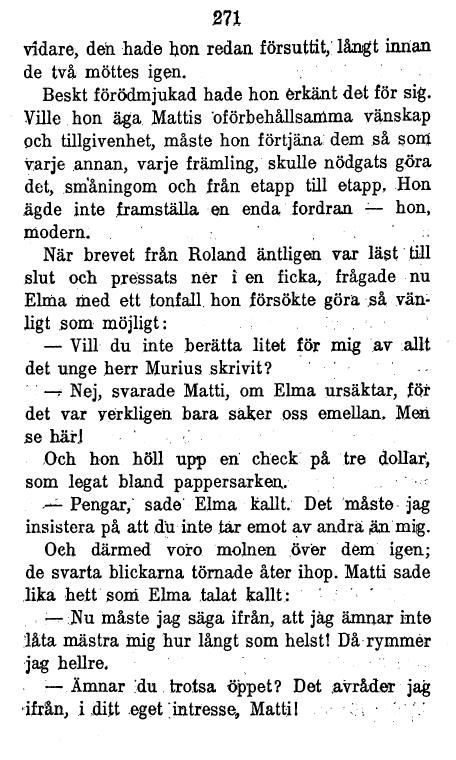 271
vidare, den hade hon redan försuttit, långt innan
de två möttes igen.
Beskt förödmjukad hade hon erkänt det för sig.
Ville hon äga Mattis oförbehållsamma vänskap
och tillgivenhet, måste hon förtjäna dem så som
varje annan, varje främling, skulle nödgats göra
det, småningom och från etapp till etapp. Hon
ägde inte framställa en enda fordran — hon,
modern.
När brevet från Roland äntligen var läst till
slut och pressats ner i en ficka, frågade nu
Elma med ett tonfall hon försökte göra så vän-
ligt som möjligt:
— Vill du inte berätta litet för mig av allt
det unge herr Murius skrivit?
— Nej, svarade Matti, om Elma ursäktar, för
det var verkligen bara saker oss emellan. Men
se här!
Och hon höll upp en check på tre dollar,
som legat bland pappersarken.
— Pengar, sade Elma kallt. Det måste jag
insistera på att du inte tar emot av andra än mig.
Och därmed voro molnen över dem igen;
de svarta blickarna törnade åter ihop. Matti sade
lika hett som Elma talat kallt:
— Nu måste jag säga ifrån, att jag ämnar inte
låta mästra mig hur långt som helst! Då rymmer
jag hellre.
— Ämnar du trotsa öppet? Det avråder jag
ifrån, i ditt eget intresse, Matti!